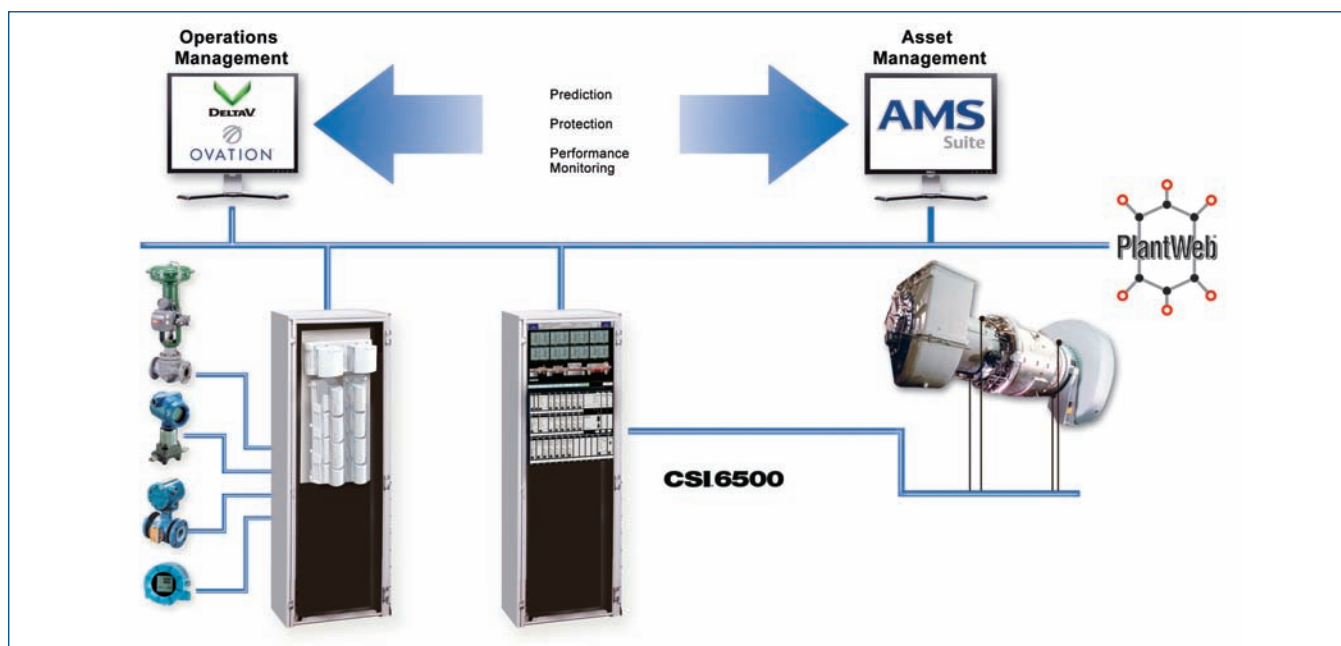 Operations
Management
DELTAV
OVATION
Prediction
Protection
Performance
Monitoring
Asset
Management
AMS
Suite
PlantWeb®
CSI 6500